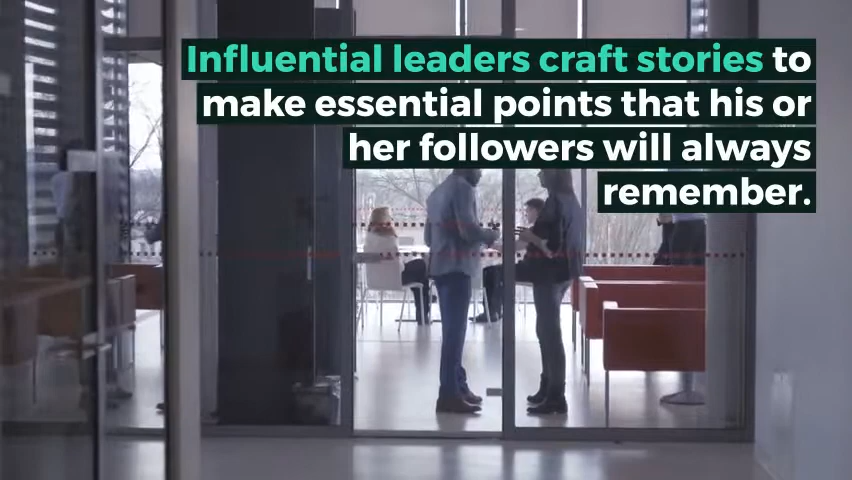 Influential leaders craft stories to
make essential points that his or
her followers will always
remember.